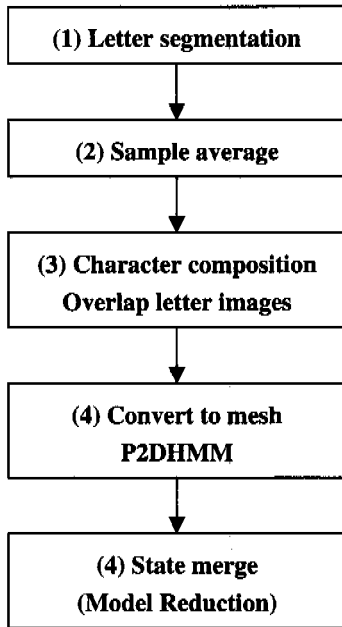 (1) Letter segmentation
(2) Sample average
(3) Character composition
Overlap letter images
(4) Convert to mesh
P2DHMM
(4) State merge
(Model Reduction)